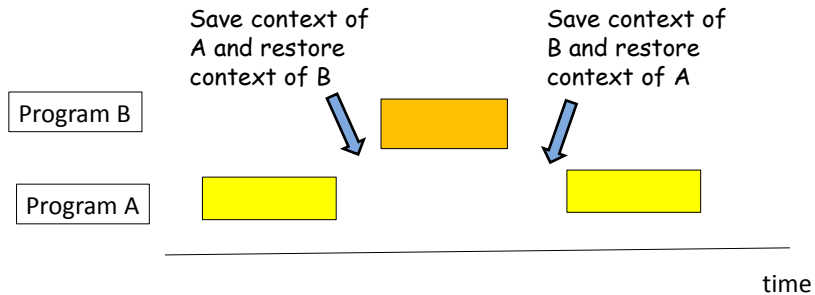 Save context of
A and restore
context of B
Save context of
B and restore
context of A
Program B
Program A
time